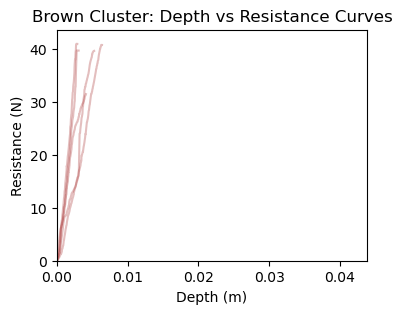 Brown Cluster: Depth vs Resistance Curves
40
30
20
10
0
Resistance (N)
0.00 0.01 0.02 0.03 0.04
Depth (m)